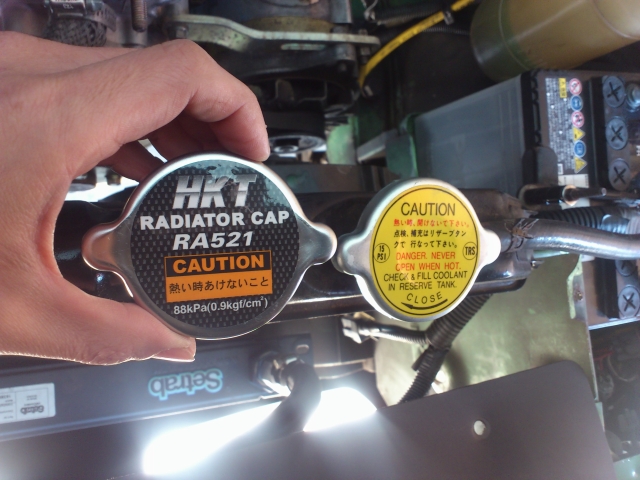 HKT
RADIATOR CAP
RA521
CAUTION
熱い時あけないこと
88kPa(0.9kgf/cm²)
CAUTION
熱い時、開けないで下さい。
点検、補充はリザーブタン
クで 行なって下さい。
15
PSI
TRS
DANGER. NEVER
OPEN WHEN HOT.
CHECK & FILL COOLANT
IN RESERVE TANK.
CLOSE
Setrab
Setrab